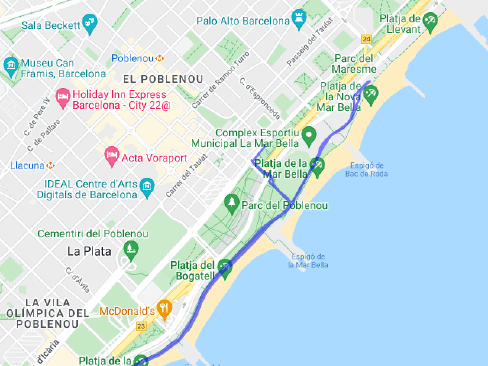 Sala Beckett
Palo Alto Barcelona
Platja de
Llevant
24
Passeig del Taulat
Poblenou
Museu Can
Framis, Barcelona
EL POBLENOU
Carrer de Ramon Turro
Parc del
Maresme
Platja de
la Nova
Mar Bella
Holiday Inn Express
Barcelona - City 22@
C. d'Espronceda
C. de Pere IV
C. de Pallars
Complex Esportiu
Municipal La Mar Bella
Acta Voraport
Llacuna
Carrer del Taulat
Platja de la
Mar Bella
Espigó de
Bac de Roda
IDEAL Centre d'Arts
Digitals de Barcelona
Parc del Poblenou
Cementiri del Poblenou
La Plata
Espigó de
la Mar Bella
Platja del
Bogatell
C. d'Àvila
LA VILA
OLÍMPICA DEL
POBLENOU
McDonald's
23
d'Icària
Platja de la